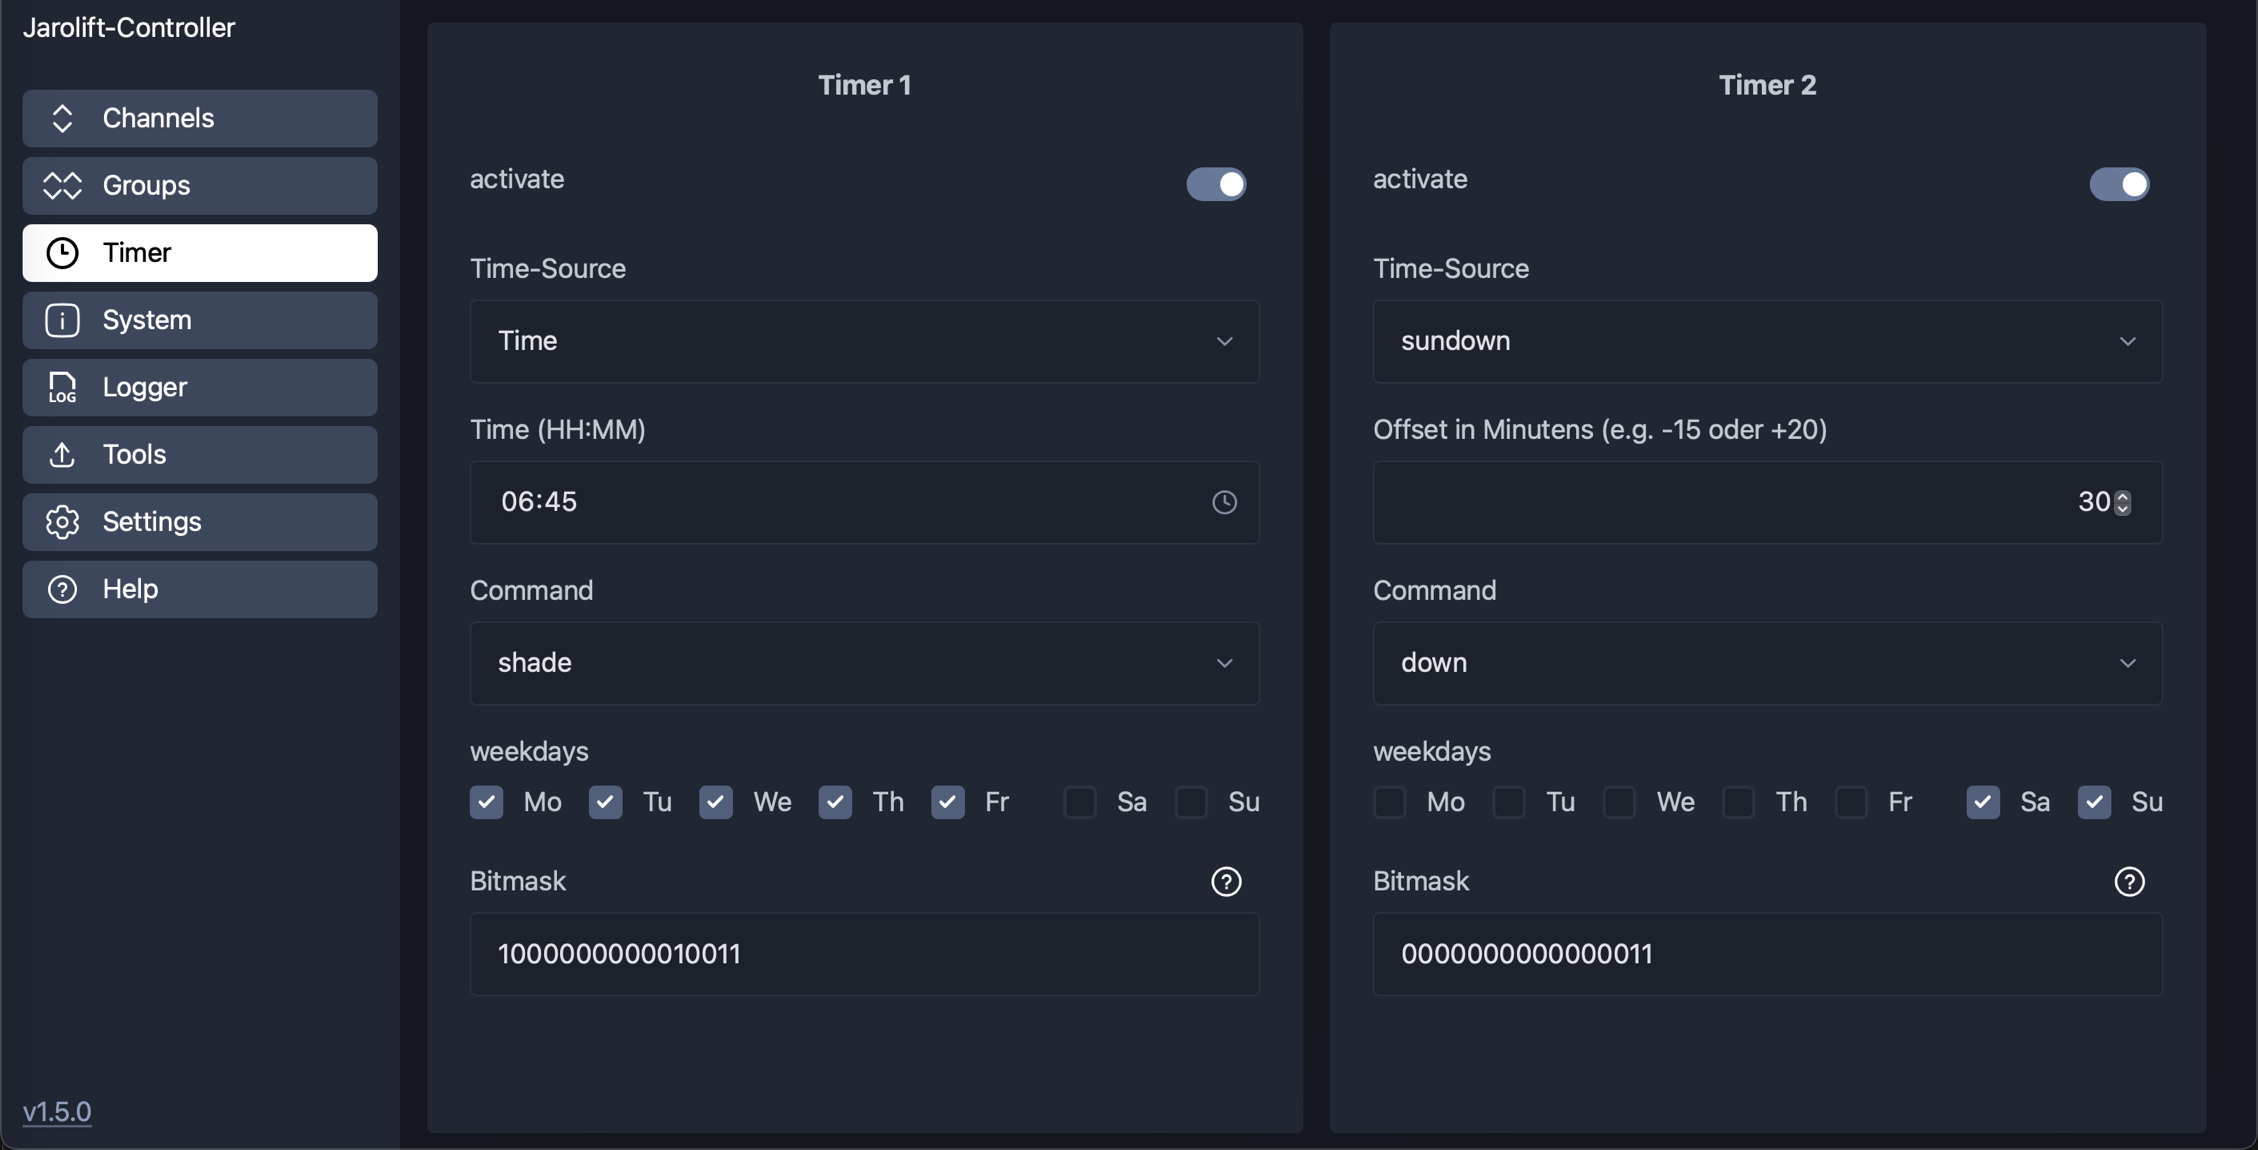 Jarolift-Controller
Channels
Groups
Timer
System
LOG
Logger
Tools
Settings
Help
v1.5.0
Timer 1
activate
Time-Source
Time
Time (HH:MM)
06:45
Command
shade
weekdays
Mo Tu We Th Fr Sa Su
Bitmask
1000000000010011
Timer 2
activate
Time-Source
sundown
Offset in Minutens (e.g. -15 oder +20)
30
Command
down
weekdays
Mo Tu We Th Fr Sa Su
Bitmask
0000000000000011